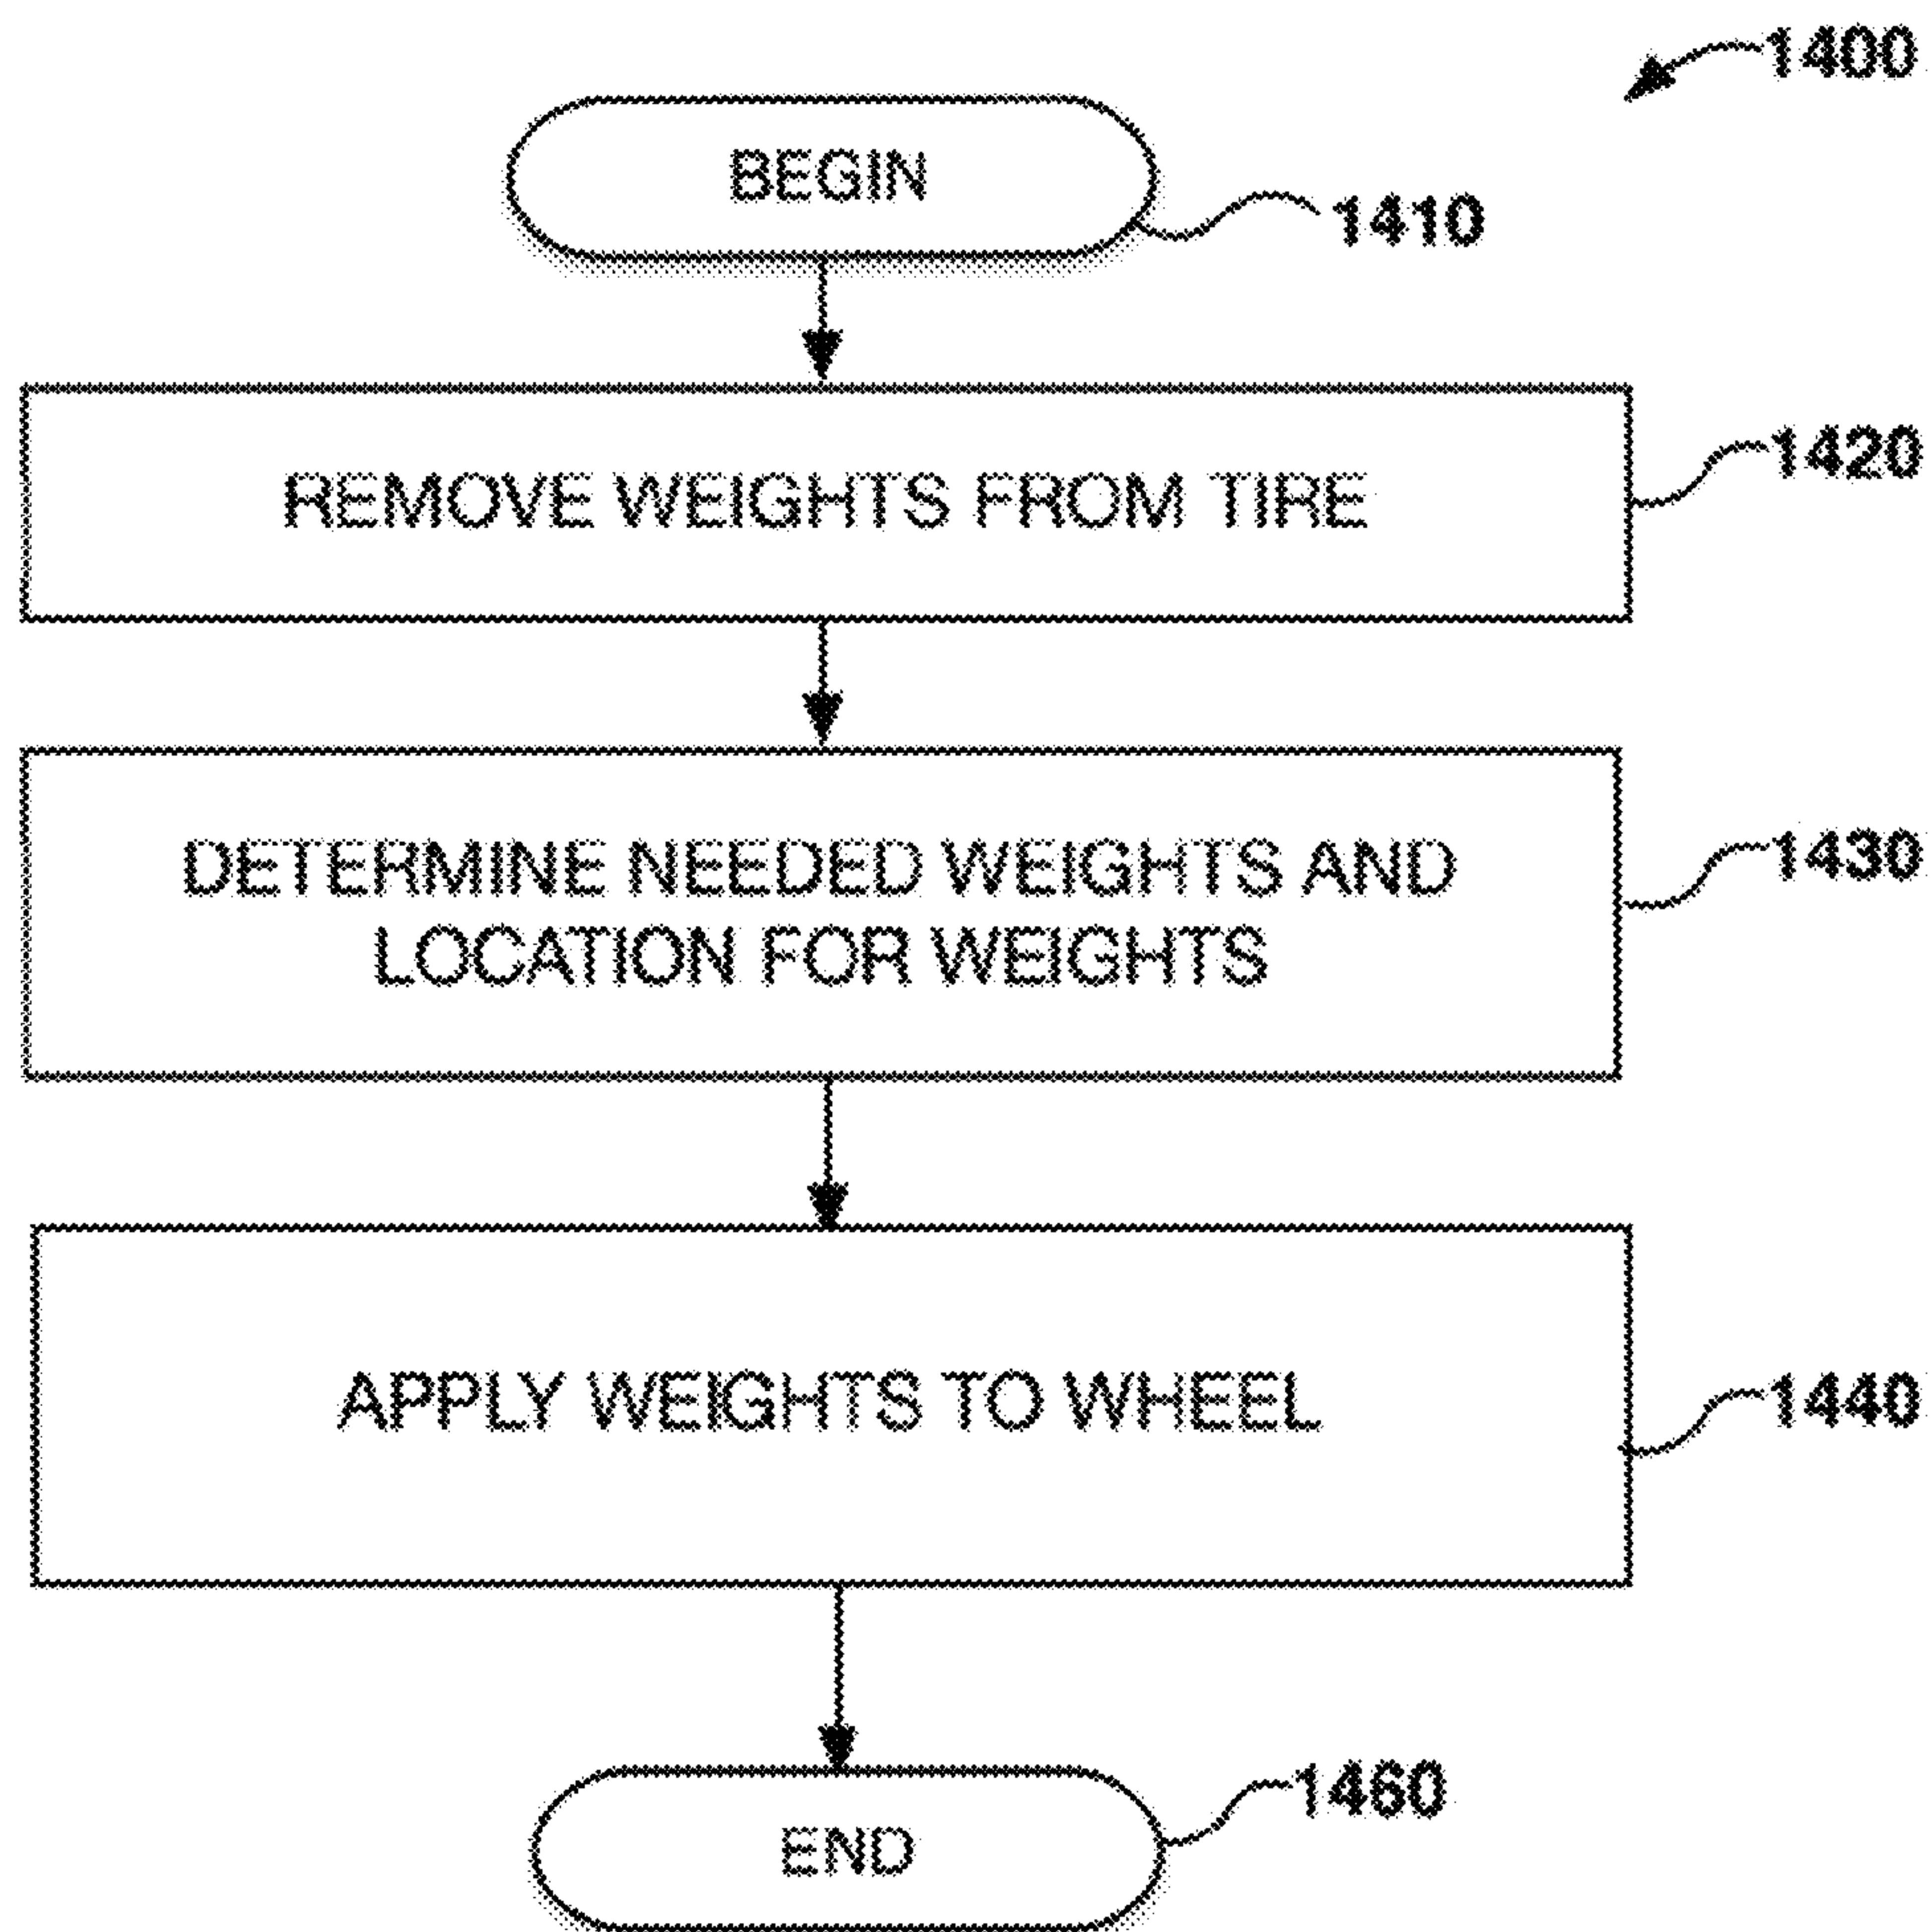 1400
BEGIN
1410
REMOVE WEIGHTS FROM TIRE
1420
DETERMINE NEEDED WEIGHTS AND
LOCATION FOR WEIGHTS
1430
APPLY WEIGHTS TO WHEEL
1440
END
1460